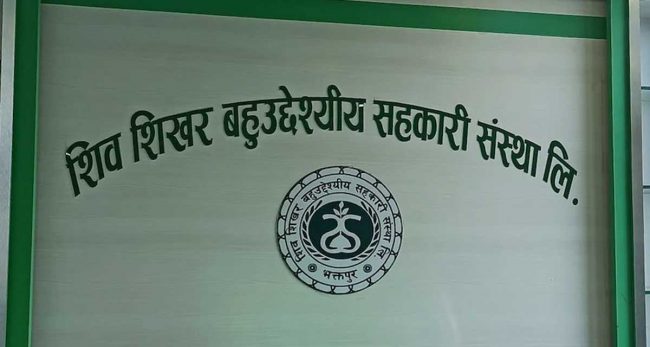 शिव शिखर बहुउद्देश्यीय सहकारी संस्था लि.
शिव शिखर बहुउद्देश्यीय सहकारी संस्था लि
भक्तपुर